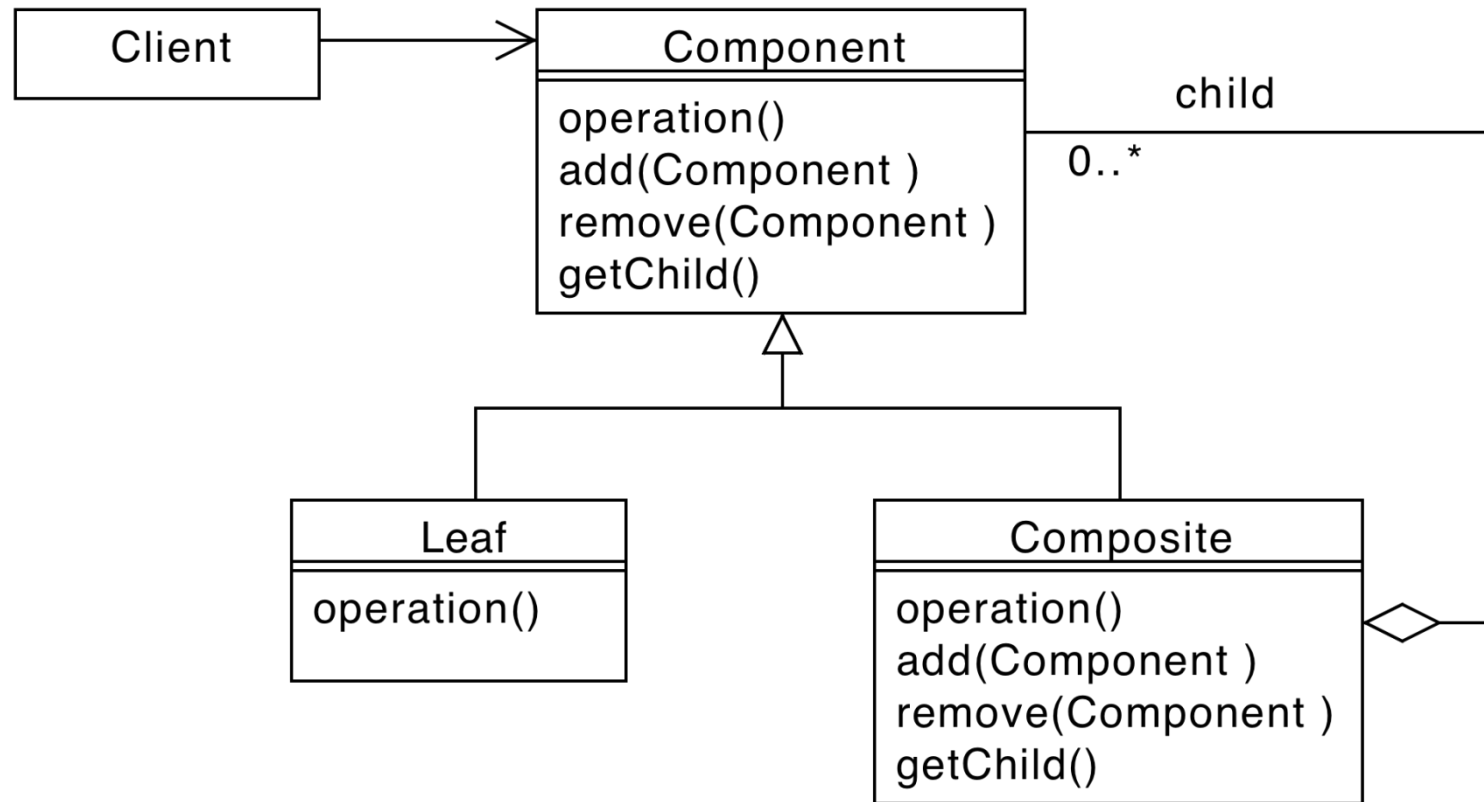 Client
Component
operation()
add(Component )
remove(Component )
getChild()
child
0..*
Leaf
operation()
Composite
operation()
add(Component )
remove(Component )
getChild()